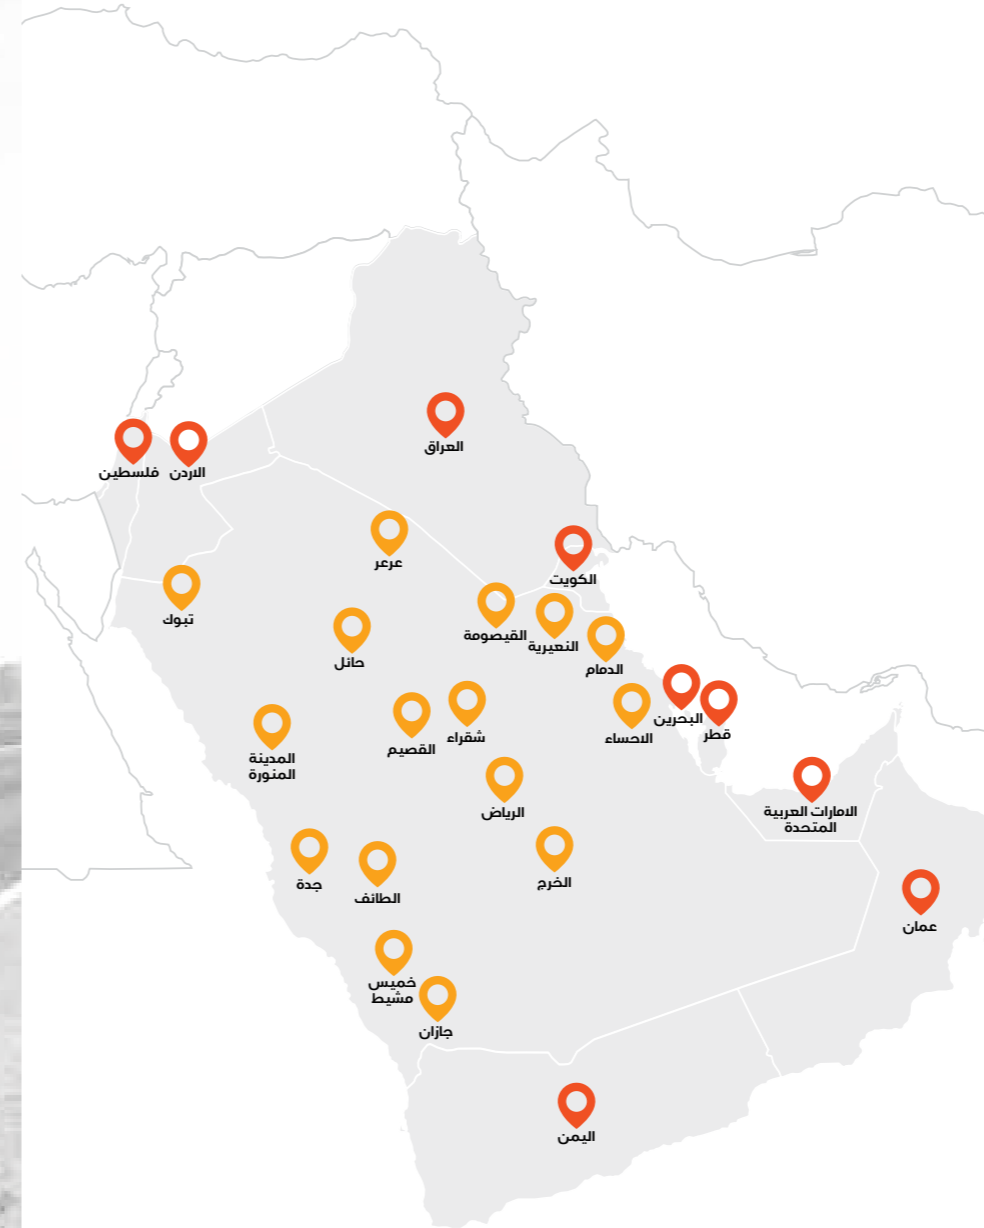 العراق
الاردن
فلسطين
عرعر
الكويت
تبوك
القيصومة
النعيرية
حائل
الدمام
البحرين
قطر
الاحساء
شقراء
القصيم
المدينة
المنورة
الرياض
الامارات العربية
المتحدة
الخرج
جدة
الطائف
عمان
خميس
مشيط
جازان
اليمن